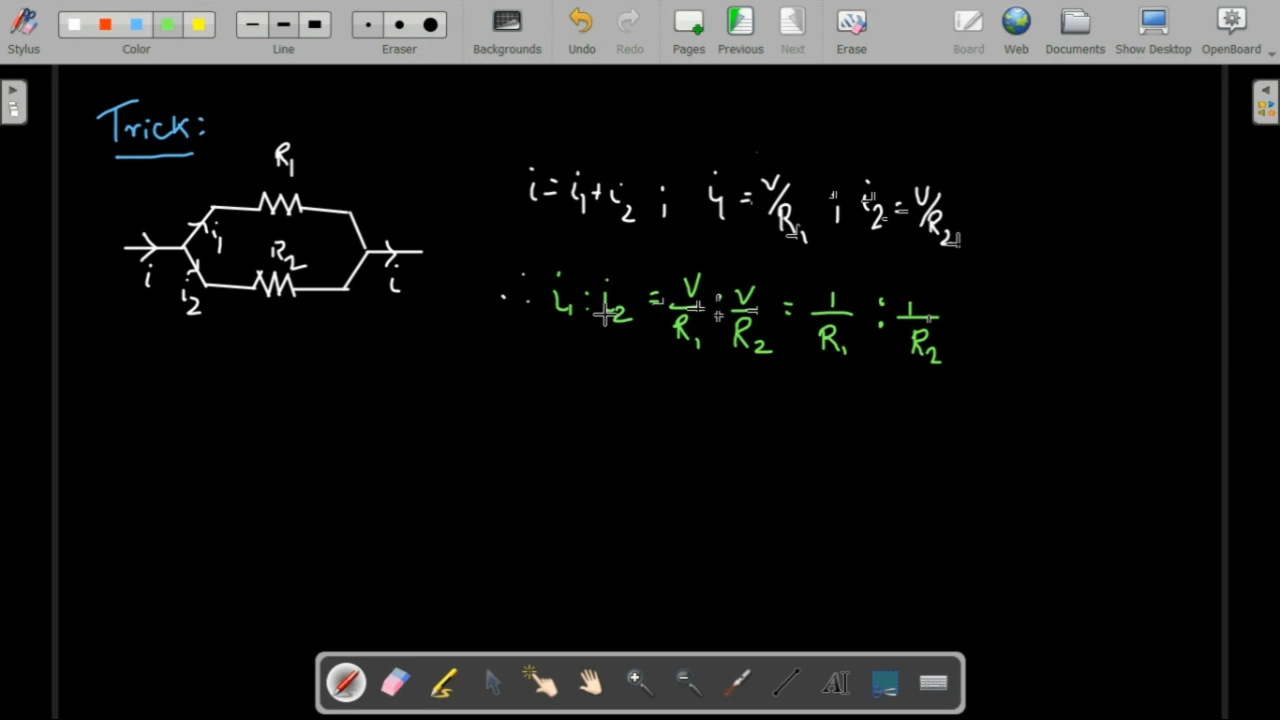 Stylus Color Line Eraser Backgrounds Undo Redo Pages Previous Next Erase Board Web Documents Show Desktop OpenBoard
Trick:
R₁
i = i₁ + i₂ ; i₁ = V/R₁ ; i₂ = V/R₂
i₁
R₂
i
i₂
i
∴ i₁ : i₂ = V/R₁ : V/R₂ = 1/R₁ : 1/R₂
AI